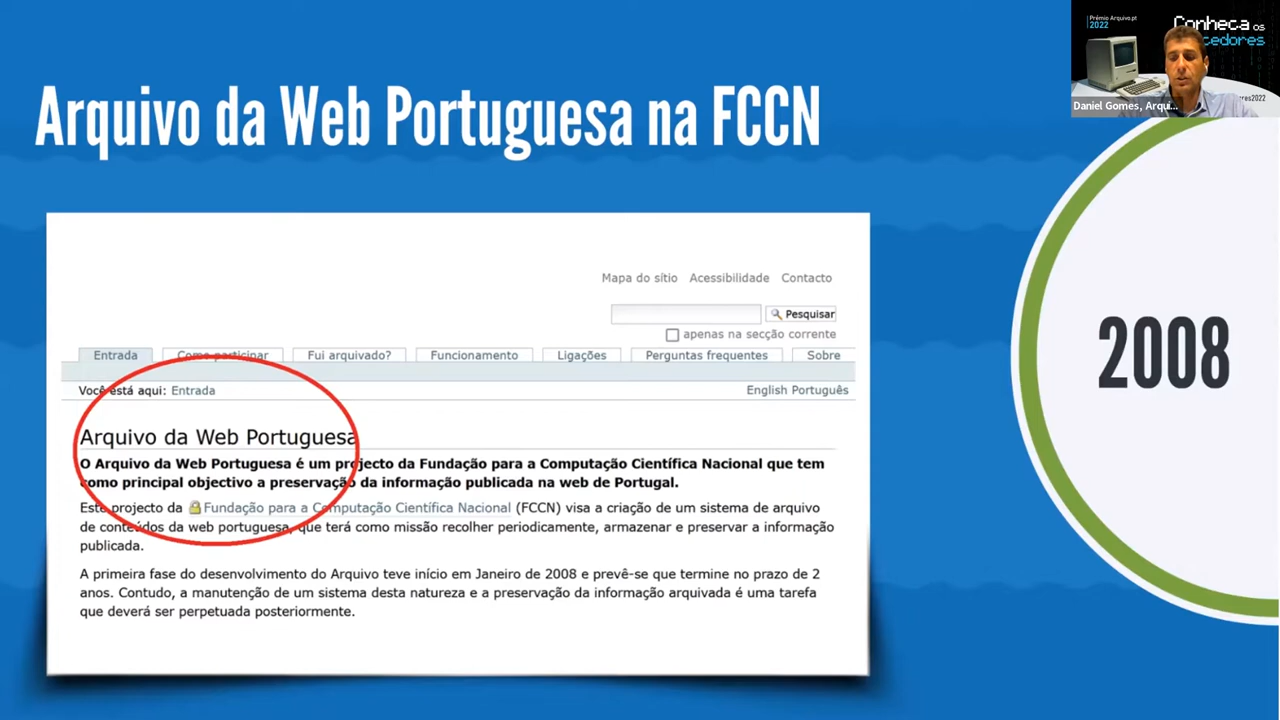 Arquivo da Web Portuguesa na FCCN
Prémio Arquivo.pt
2022
Conheça os
cedores
ores2022
Daniel Gomes, Arqui...
Mapa do sítio Acessibilidade Contacto
Pesquisar
apenas na secção corrente
Entrada Como participar Fui arquivado? Funcionamento Ligações Perguntas frequentes Sobre
Você está aqui: Entrada English Português
Arquivo da Web Portuguesa
O Arquivo da Web Portuguesa é um projecto da Fundação para a Computação Científica Nacional que tem
como principal objectivo a preservação da informação publicada na web de Portugal.
Este projecto da Fundação para a Computação Científica Nacional (FCCN) visa a criação de um sistema de arquivo
de conteúdos da web portuguesa, que terá como missão recolher periodicamente, armazenar e preservar a informação
publicada.
A primeira fase do desenvolvimento do Arquivo teve início em Janeiro de 2008 e prevê-se que termine no prazo de 2
anos. Contudo, a manutenção de um sistema desta natureza e a preservação da informação arquivada é uma tarefa
que deverá ser perpetuada posteriormente.
2008